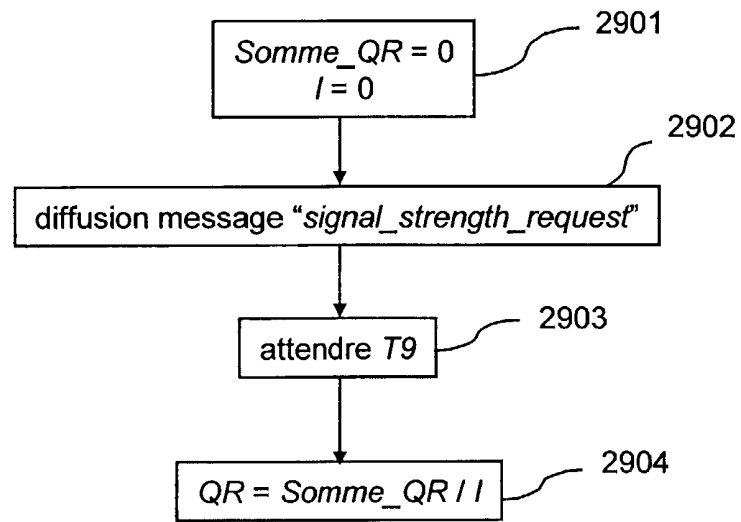 2901
Somme_QR = 0
I = 0
2902
diffusion message “signal_strength_request”
2903
attendre T9
2904
QR = Somme_QR / I